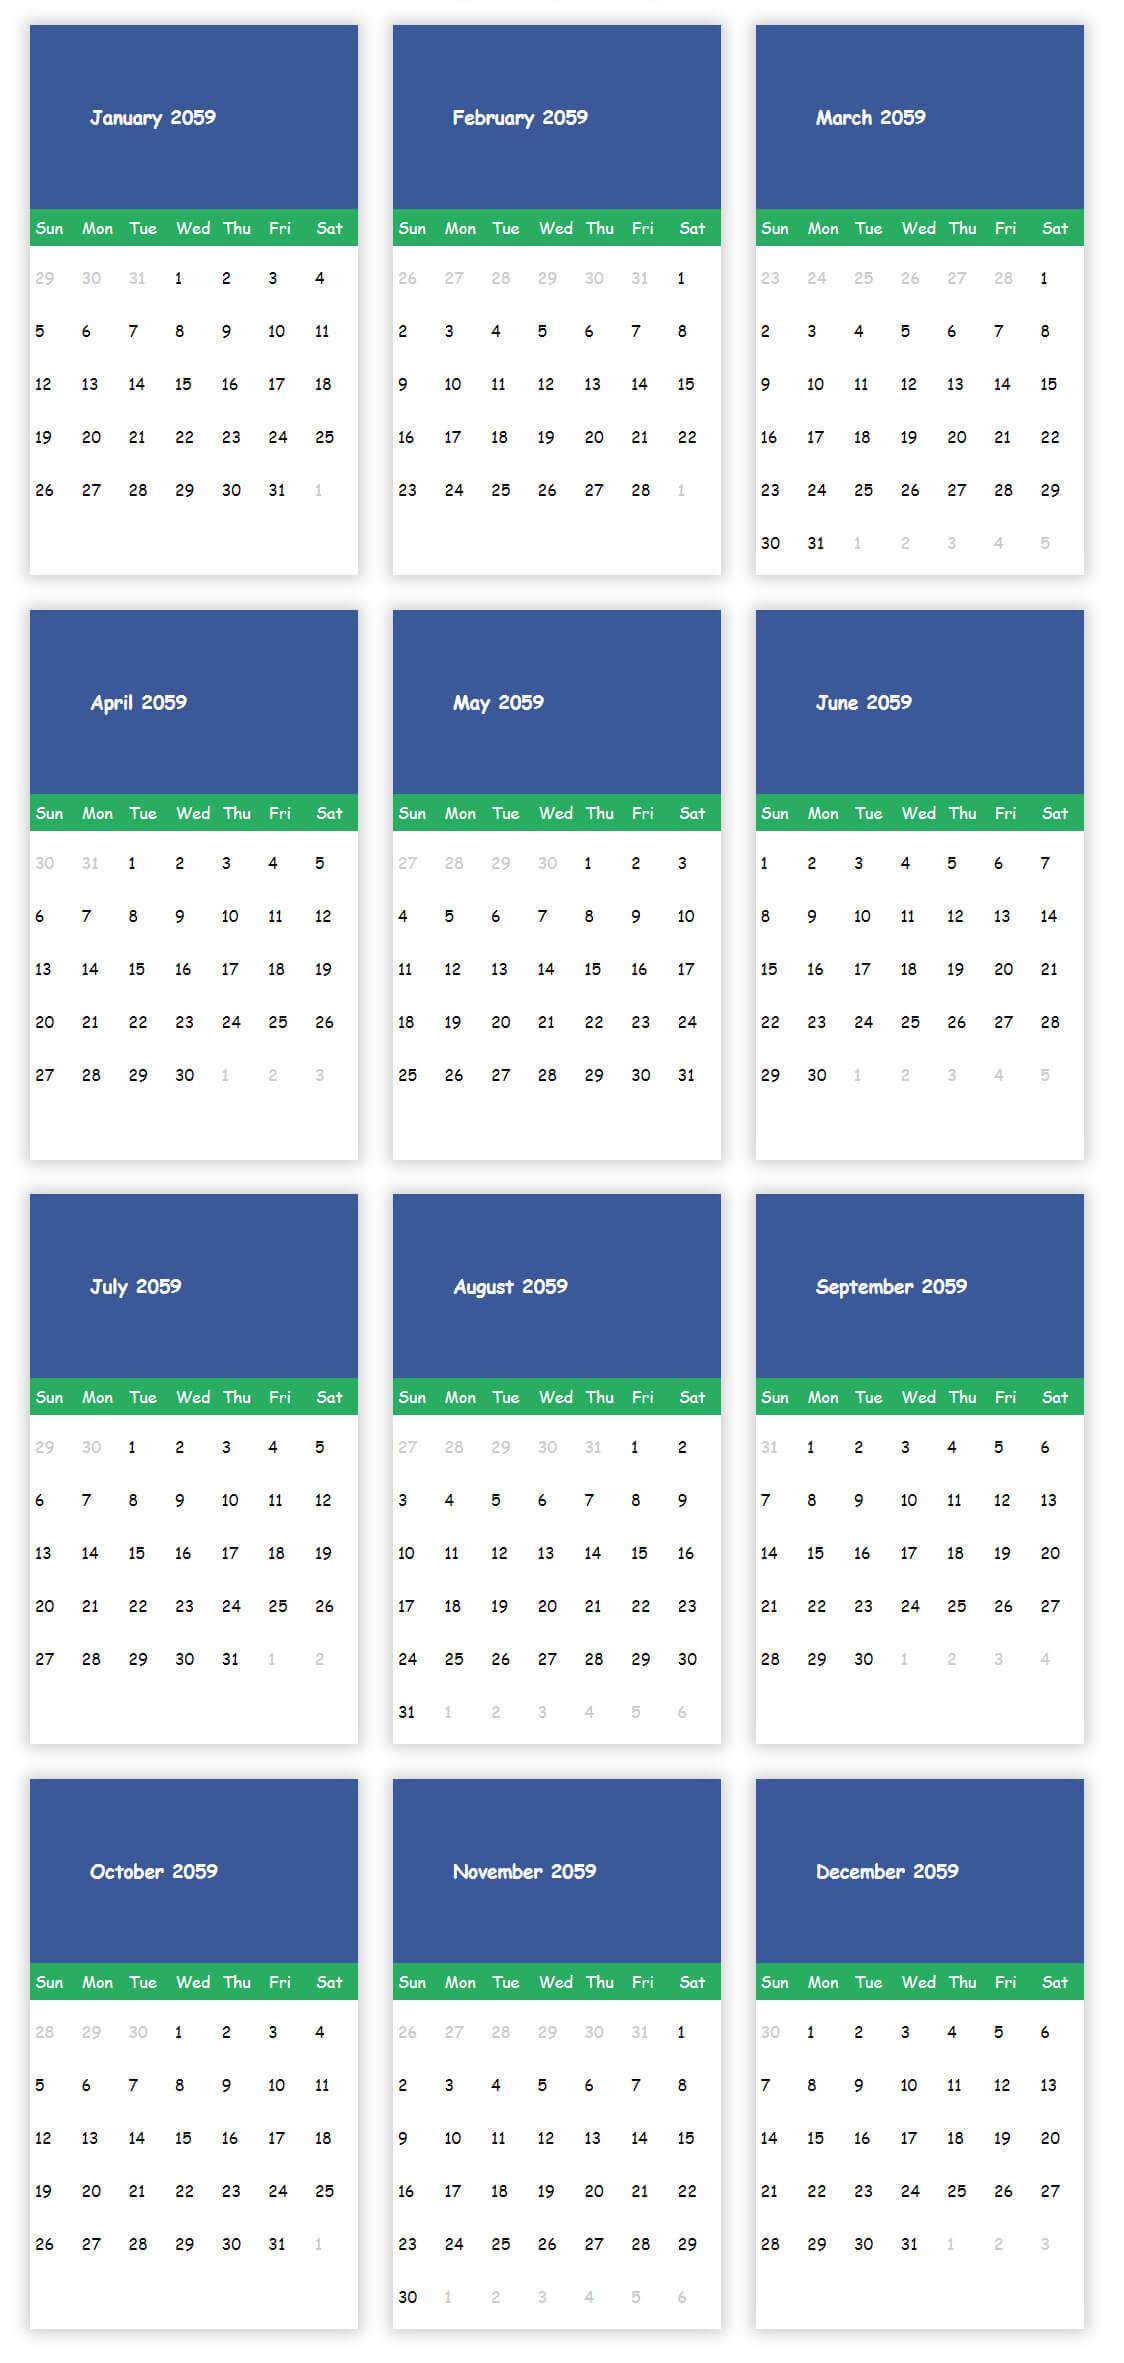 January 2059
Sun Mon Tue Wed Thu Fri Sat
29 30 31 1 2 3 4
5 6 7 8 9 10 11
12 13 14 15 16 17 18
19 20 21 22 23 24 25
26 27 28 29 30 31 1
February 2059
Sun Mon Tue Wed Thu Fri Sat
26 27 28 29 30 31 1
2 3 4 5 6 7 8
9 10 11 12 13 14 15
16 17 18 19 20 21 22
23 24 25 26 27 28 1
March 2059
Sun Mon Tue Wed Thu Fri Sat
23 24 25 26 27 28 1
2 3 4 5 6 7 8
9 10 11 12 13 14 15
16 17 18 19 20 21 22
23 24 25 26 27 28 29
30 31 1 2 3 4 5
April 2059
Sun Mon Tue Wed Thu Fri Sat
30 31 1 2 3 4 5
6 7 8 9 10 11 12
13 14 15 16 17 18 19
20 21 22 23 24 25 26
27 28 29 30 1 2 3
May 2059
Sun Mon Tue Wed Thu Fri Sat
27 28 29 30 1 2 3
4 5 6 7 8 9 10
11 12 13 14 15 16 17
18 19 20 21 22 23 24
25 26 27 28 29 30 31
June 2059
Sun Mon Tue Wed Thu Fri Sat
1 2 3 4 5 6 7
8 9 10 11 12 13 14
15 16 17 18 19 20 21
22 23 24 25 26 27 28
29 30 1 2 3 4 5
July 2059
Sun Mon Tue Wed Thu Fri Sat
29 30 1 2 3 4 5
6 7 8 9 10 11 12
13 14 15 16 17 18 19
20 21 22 23 24 25 26
27 28 29 30 31 1 2
August 2059
Sun Mon Tue Wed Thu Fri Sat
27 28 29 30 31 1 2
3 4 5 6 7 8 9
10 11 12 13 14 15 16
17 18 19 20 21 22 23
24 25 26 27 28 29 30
31 1 2 3 4 5 6
September 2059
Sun Mon Tue Wed Thu Fri Sat
31 1 2 3 4 5 6
7 8 9 10 11 12 13
14 15 16 17 18 19 20
21 22 23 24 25 26 27
28 29 30 1 2 3 4
October 2059
Sun Mon Tue Wed Thu Fri Sat
28 29 30 1 2 3 4
5 6 7 8 9 10 11
12 13 14 15 16 17 18
19 20 21 22 23 24 25
26 27 28 29 30 31 1
November 2059
Sun Mon Tue Wed Thu Fri Sat
26 27 28 29 30 31 1
2 3 4 5 6 7 8
9 10 11 12 13 14 15
16 17 18 19 20 21 22
23 24 25 26 27 28 29
30 1 2 3 4 5 6
December 2059
Sun Mon Tue Wed Thu Fri Sat
30 1 2 3 4 5 6
7 8 9 10 11 12 13
14 15 16 17 18 19 20
21 22 23 24 25 26 27
28 29 30 31 1 2 3